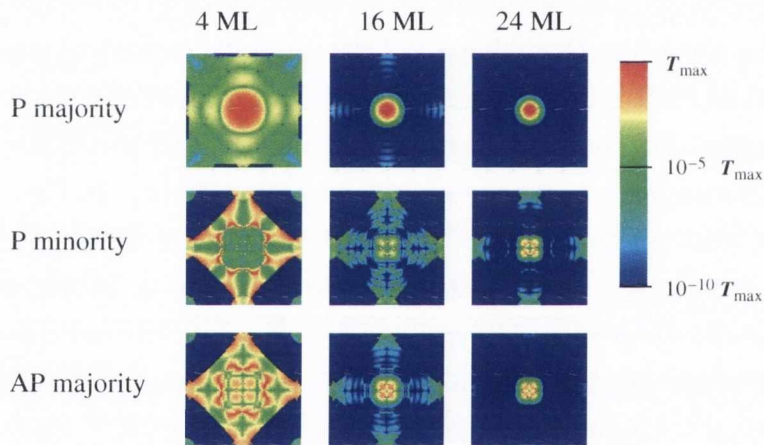 4 ML 16 ML 24 ML
T_max
P majority
10⁻⁵ T_max
P minority
10⁻¹⁰ T_max
AP majority